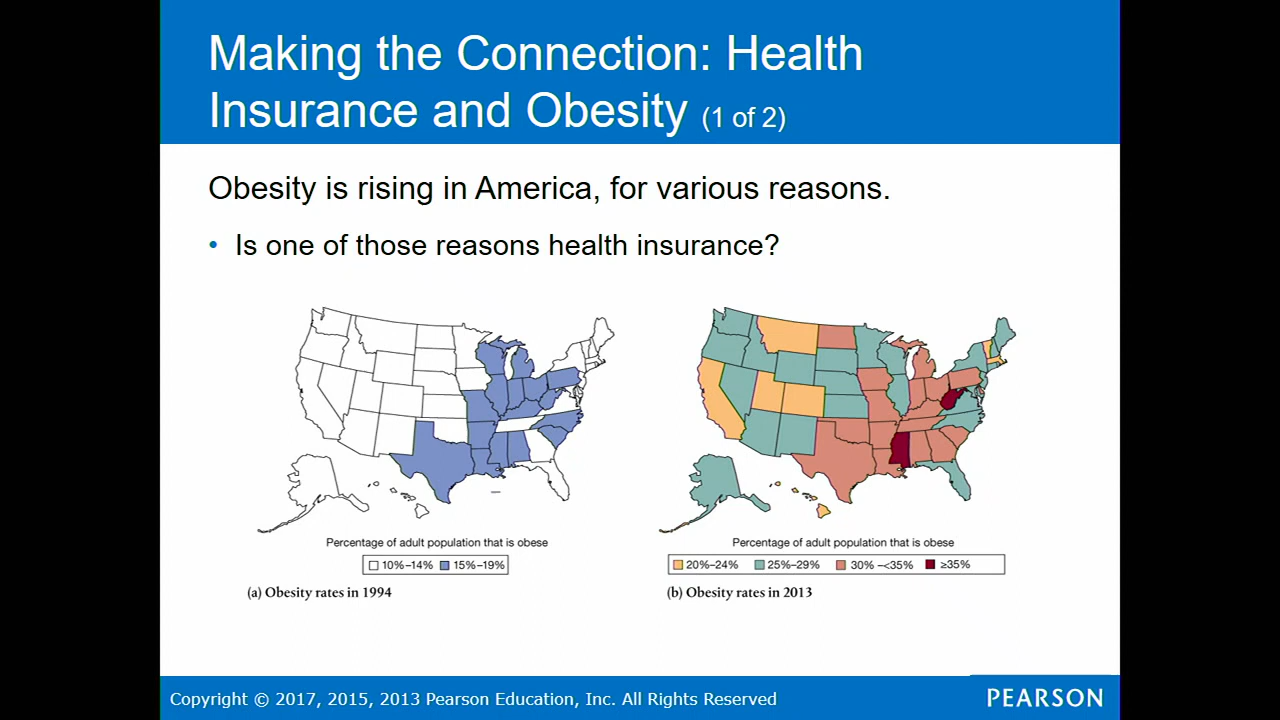 Making the Connection: Health
Insurance and Obesity (1 of 2)
Obesity is rising in America, for various reasons.
• Is one of those reasons health insurance?
Percentage of adult population that is obese
10%–14% 15%–19%
(a) Obesity rates in 1994
Percentage of adult population that is obese
20%–24% 25%–29% 30% –<35% ≥35%
(b) Obesity rates in 2013
Copyright © 2017, 2015, 2013 Pearson Education, Inc. All Rights Reserved
PEARSON